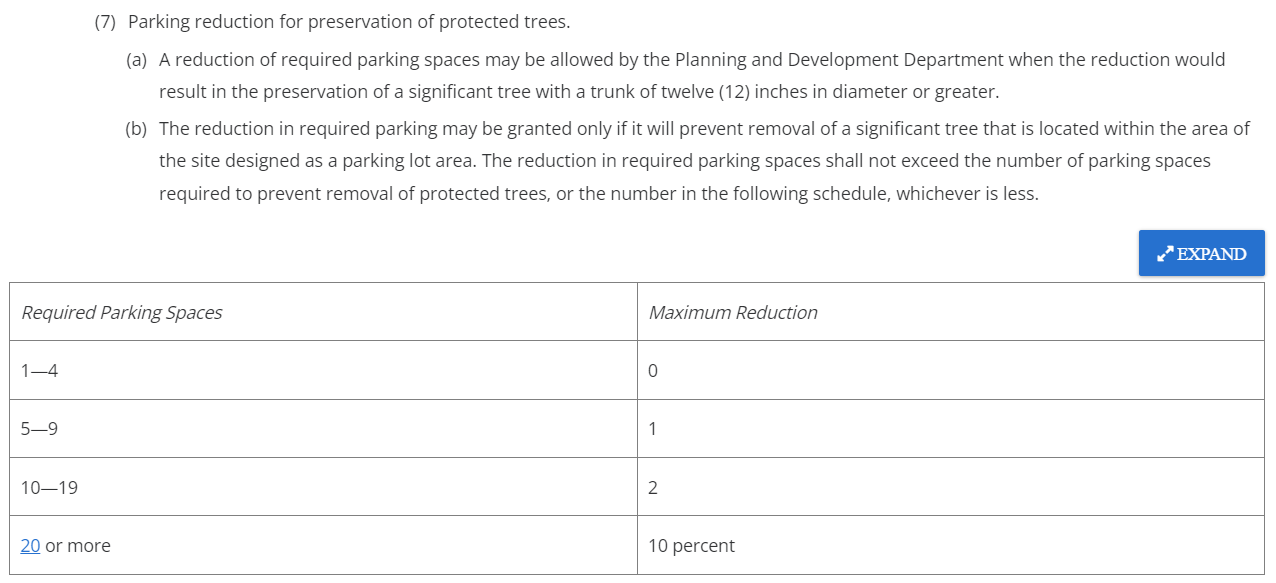 (7) Parking reduction for preservation of protected trees.
(a) A reduction of required parking spaces may be allowed by the Planning and Development Department when the reduction would
result in the preservation of a significant tree with a trunk of twelve (12) inches in diameter or greater.
(b) The reduction in required parking may be granted only if it will prevent removal of a significant tree that is located within the area of
the site designed as a parking lot area. The reduction in required parking spaces shall not exceed the number of parking spaces
required to prevent removal of protected trees, or the number in the following schedule, whichever is less.
EXPAND
Required Parking Spaces Maximum Reduction
1—4 0
5—9 1
10—19 2
20 or more 10 percent